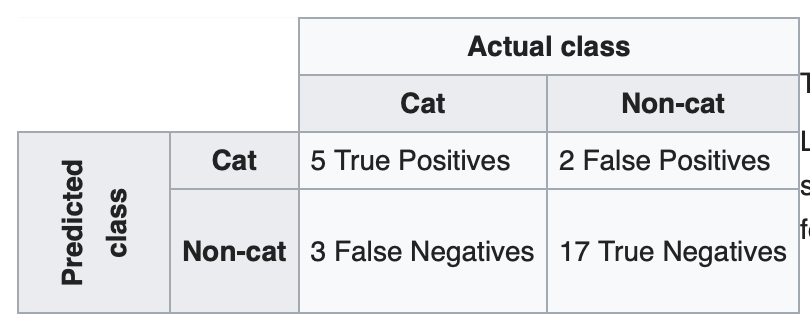 Actual class
Cat Non-cat
Predicted
class
Cat 5 True Positives 2 False Positives
Non-cat 3 False Negatives 17 True Negatives